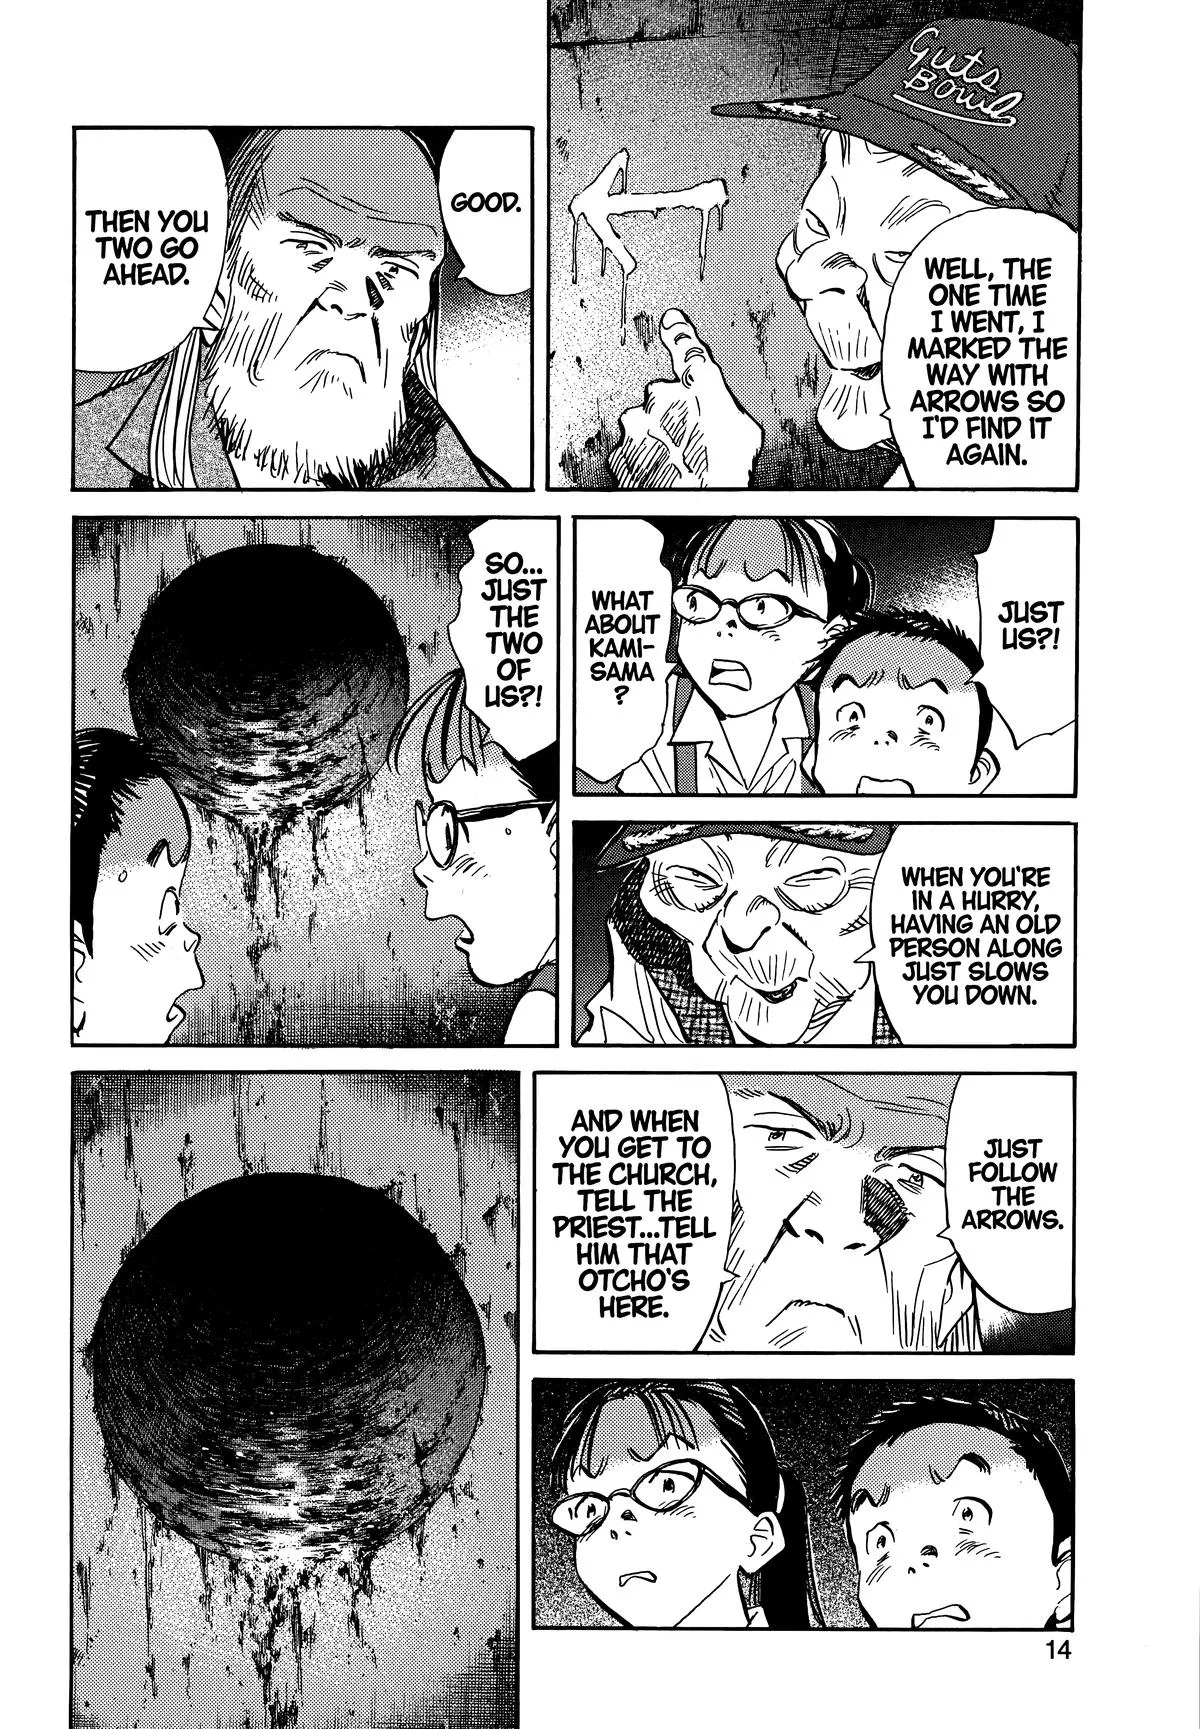 Guts
Bowl
WELL, THE
ONE TIME
I WENT, I
MARKED THE
WAY WITH
ARROWS SO
I'D FIND IT
AGAIN.
GOOD.
THEN YOU
TWO GO
AHEAD.
JUST
US?!
WHAT
ABOUT
KAMI-
SAMA
?
WHEN YOU'RE
IN A HURRY,
HAVING AN OLD
PERSON ALONG
JUST SLOWS
YOU DOWN.
SO...
JUST
THE
TWO
OF
US?!
JUST
FOLLOW
THE
ARROWS.
AND WHEN
YOU GET TO
THE CHURCH,
TELL THE
PRIEST...TELL
HIM THAT
OTCHO'S
HERE.
14